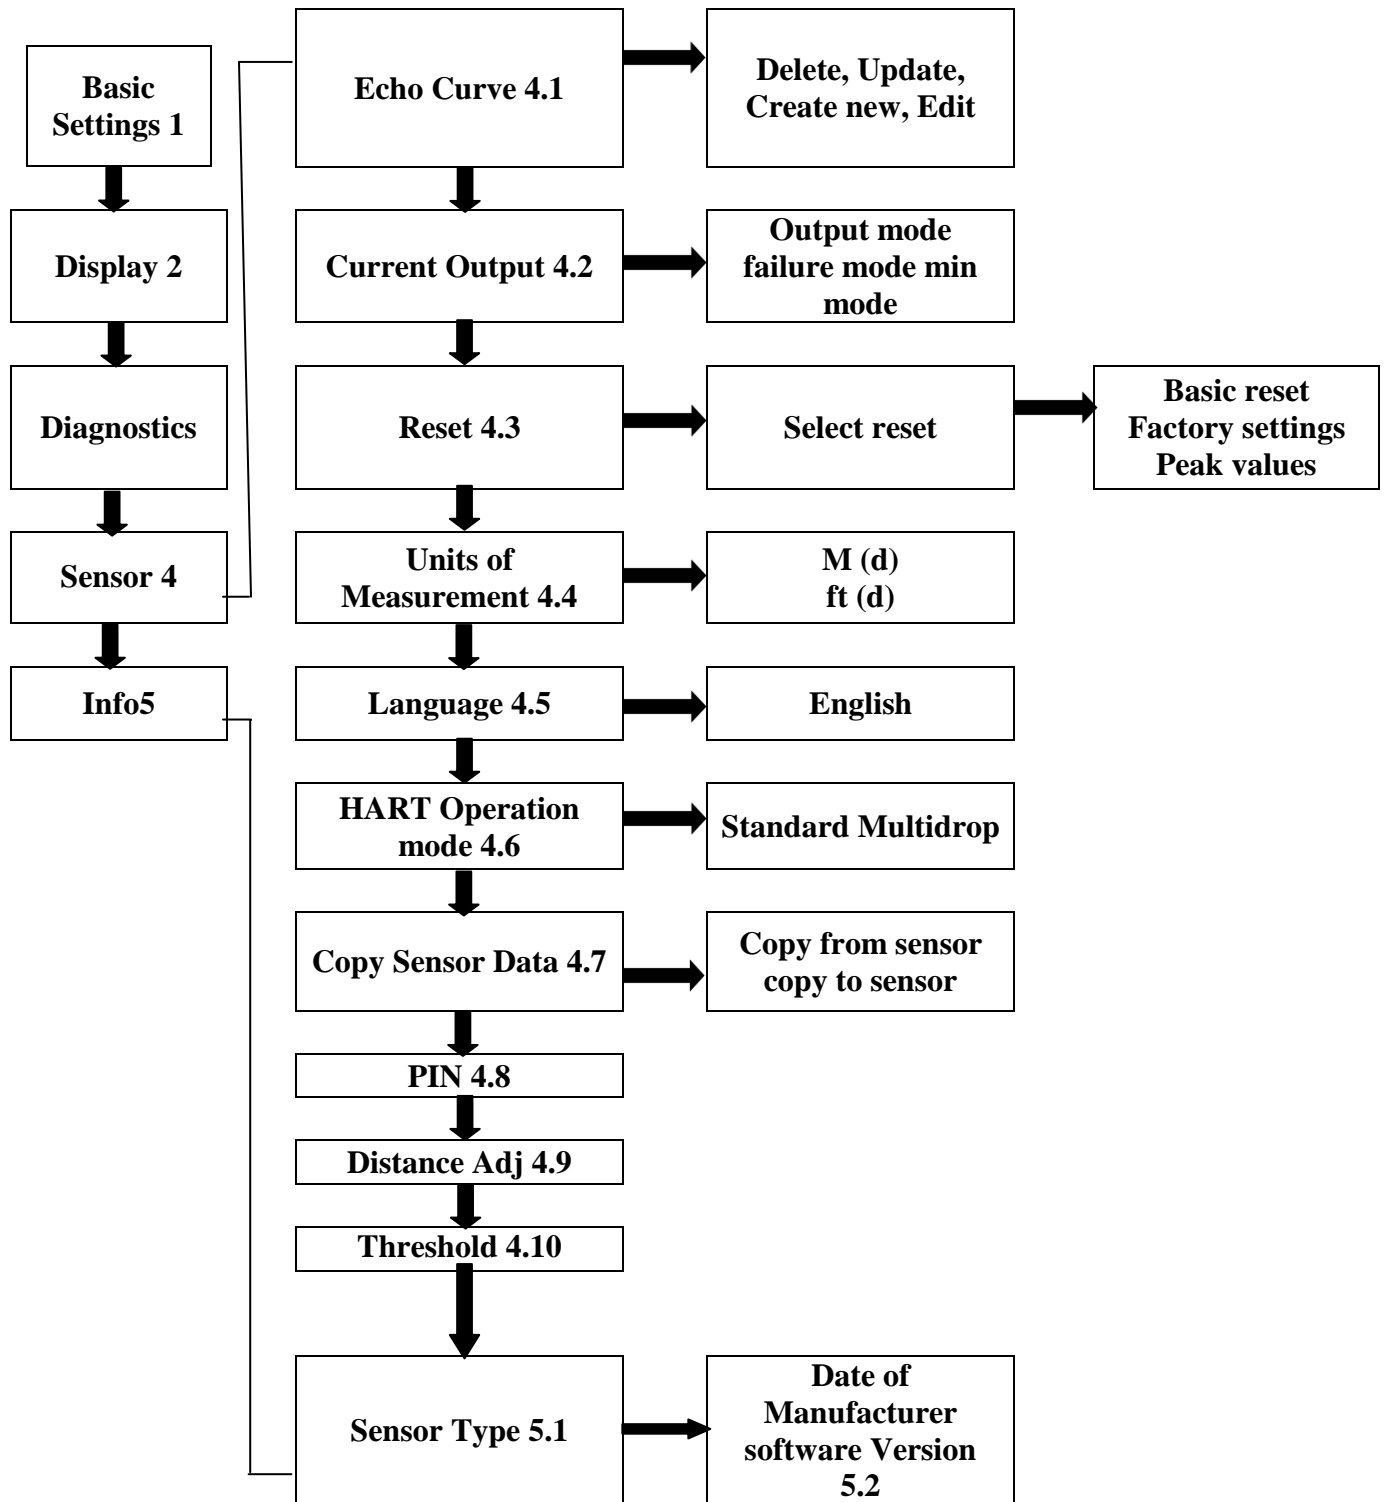 Basic
Settings 1
Display 2
Diagnostics
Sensor 4
Info5
Echo Curve 4.1
Delete, Update,
Create new, Edit
Current Output 4.2
Output mode
failure mode min
mode
Reset 4.3
Select reset
Basic reset
Factory settings
Peak values
Units of
Measurement 4.4
M (d)
ft (d)
Language 4.5
English
HART Operation
mode 4.6
Standard Multidrop
Copy Sensor Data 4.7
Copy from sensor
copy to sensor
PIN 4.8
Distance Adj 4.9
Threshold 4.10
Sensor Type 5.1
Date of
Manufacturer
software Version
5.2